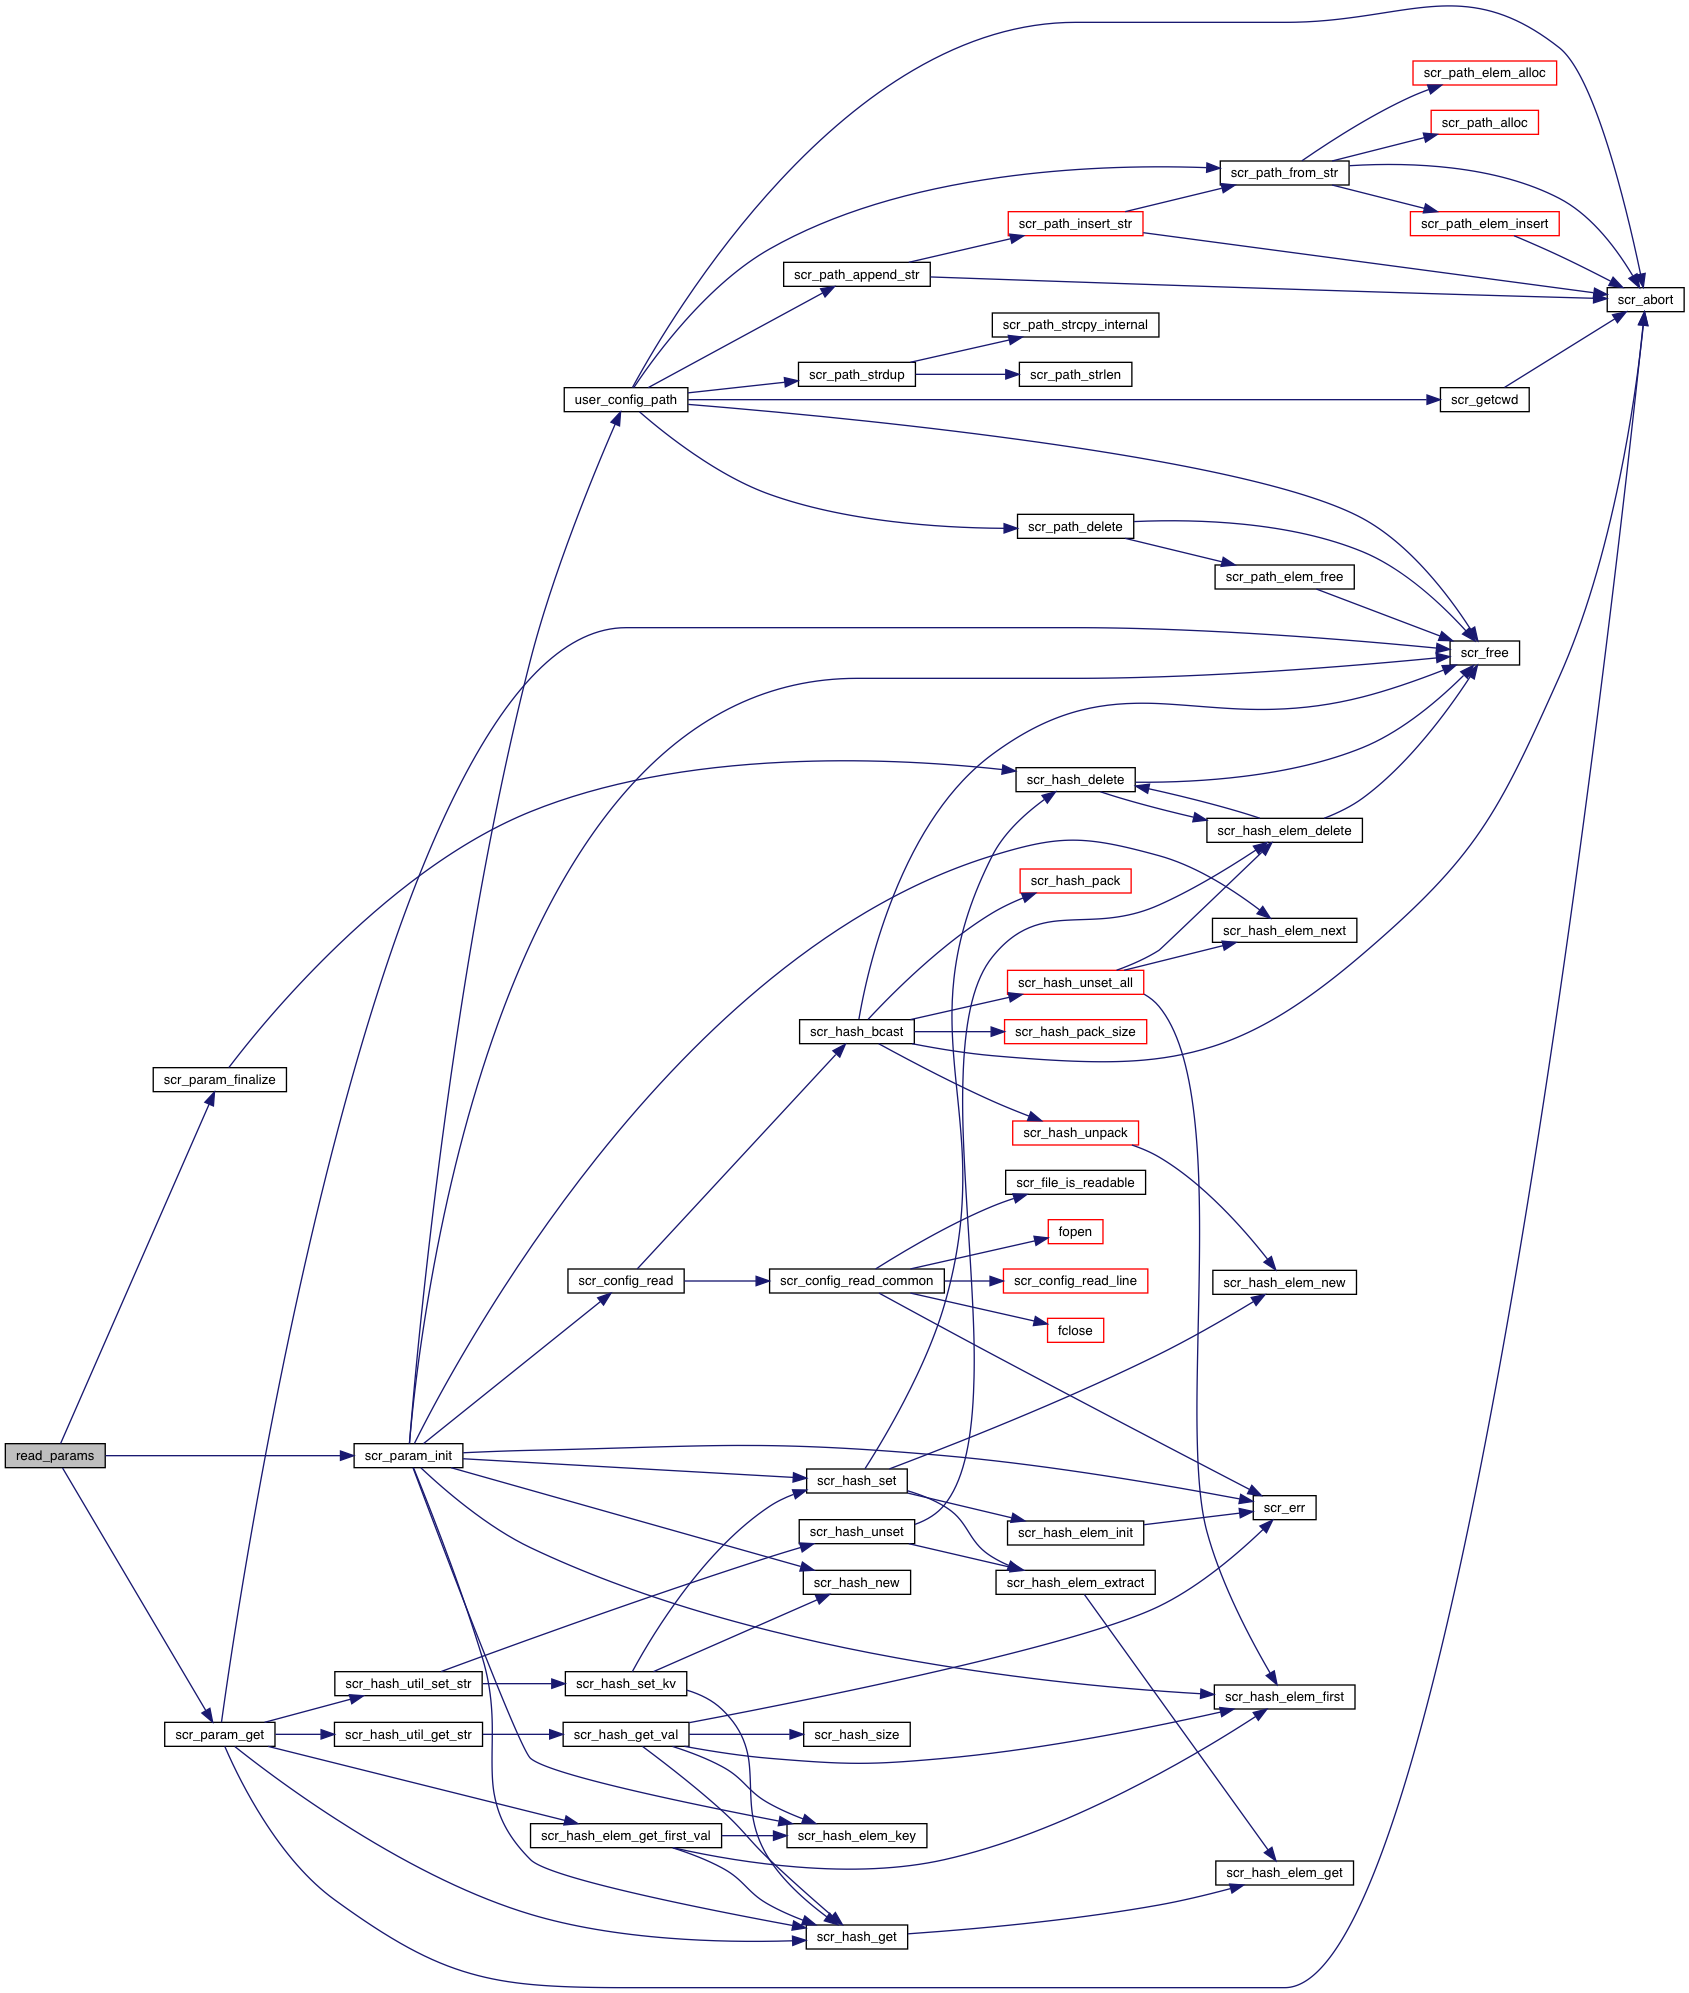 scr_path_elem_alloc
scr_path_alloc
scr_path_from_str
scr_path_insert_str
scr_path_elem_insert
scr_path_append_str
scr_abort
scr_path_strcpy_internal
scr_path_strdup
scr_path_strlen
user_config_path
scr_getcwd
scr_path_delete
scr_path_elem_free
scr_free
scr_hash_delete
scr_hash_elem_delete
scr_hash_pack
scr_hash_elem_next
scr_hash_unset_all
scr_hash_bcast
scr_hash_pack_size
scr_param_finalize
scr_hash_unpack
scr_file_is_readable
fopen
scr_config_read
scr_config_read_common
scr_config_read_line
scr_hash_elem_new
fclose
read_params
scr_param_init
scr_hash_set
scr_err
scr_hash_unset
scr_hash_elem_init
scr_hash_new
scr_hash_elem_extract
scr_hash_util_set_str
scr_hash_set_kv
scr_hash_elem_first
scr_param_get
scr_hash_util_get_str
scr_hash_get_val
scr_hash_size
scr_hash_elem_get_first_val
scr_hash_elem_key
scr_hash_elem_get
scr_hash_get